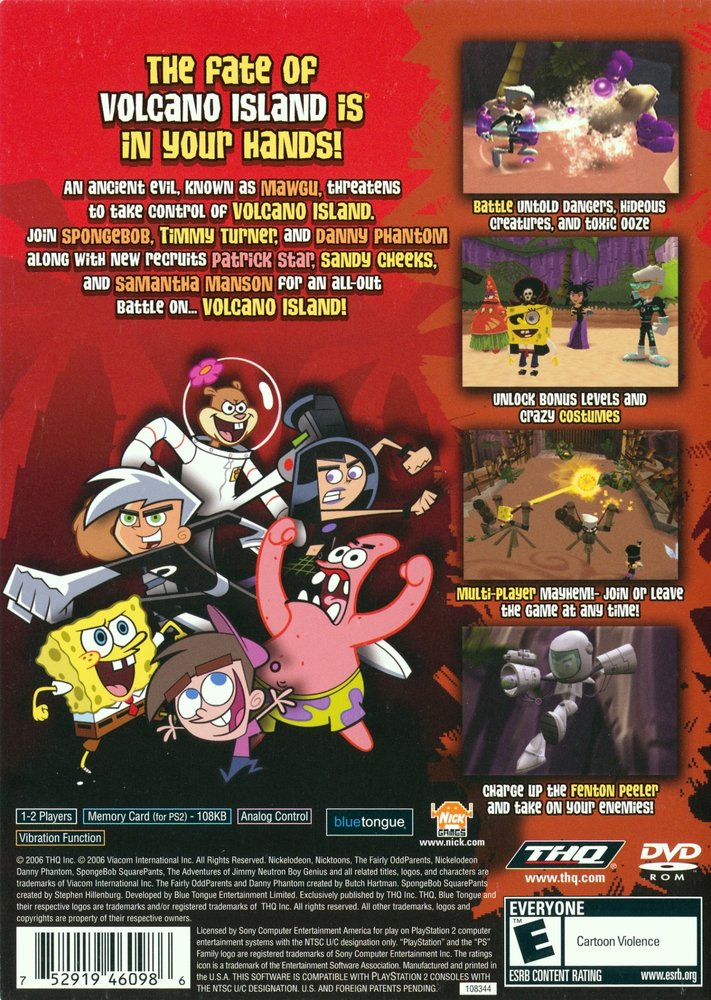 THE FATE OF
VOLCANO ISLAND IS
IN YOUR HANDS!
AN ANCIENT EVIL, KNOWN AS MAWGU, THREATENS
TO TAKE CONTROL OF VOLCANO ISLAND.
JOIN SPONGEBOB, TIMMY TURNER, AND DANNY PHANTOM
ALONG WITH NEW RECRUITS PATRICK STAR, SANDY CHEEKS,
AND SAMANTHA MANSON FOR AN ALL-OUT
BATTLE ON... VOLCANO ISLAND!
BATTLE UNTOLD DANGERS, HIDEOUS
CREATURES, AND TOXIC OOZE
UNLOCK BONUS LEVELS AND
CRAZY COSTUMES
MULTI-PLAYER MAYHEM!- JOIN OR LEAVE
THE GAME AT ANY TIME!
CHARGE UP THE FENTON PEELER
AND TAKE ON YOUR ENEMIES!
1-2 Players
Memory Card (for PS2) - 108KB
Analog Control
Vibration Function
bluetongue
NICK
GAMES
www.nick.com
THQ
www.thq.com
DVD
ROM
© 2006 THQ Inc. © 2006 Viacom International Inc. All Rights Reserved. Nickelodeon, Nicktoons, The Fairly OddParents, Nickelodeon
Danny Phantom, SpongeBob SquarePants, The Adventures of Jimmy Neutron Boy Genius and all related titles, logos, and characters are
trademarks of Viacom International Inc. The Fairly OddParents and Danny Phantom created by Butch Hartman. SpongeBob SquarePants
created by Stephen Hillenburg. Developed by Blue Tongue Entertainment Limited. Exclusively published by THQ Inc. THQ, Blue Tongue and
their respective logos are trademarks and/or registered trademarks of THQ Inc. All rights reserved. All other trademarks, logos and
copyrights are property of their respective owners.
7 52919 46098 6
Licensed by Sony Computer Entertainment America for play on PlayStation 2 computer
entertainment systems with the NTSC U/C designation only. "PlayStation" and the "PS"
Family logo are registered trademarks of Sony Computer Entertainment Inc. The ratings
icon is a trademark of the Entertainment Software Association. Manufactured and printed in
the U.S.A. THIS SOFTWARE IS COMPATIBLE WITH PLAYSTATION 2 CONSOLES WITH
THE NTSC U/C DESIGNATION. U.S. AND FOREIGN PATENTS PENDING.
108344
EVERYONE
E
Cartoon Violence
ESRB CONTENT RATING
www.esrb.org